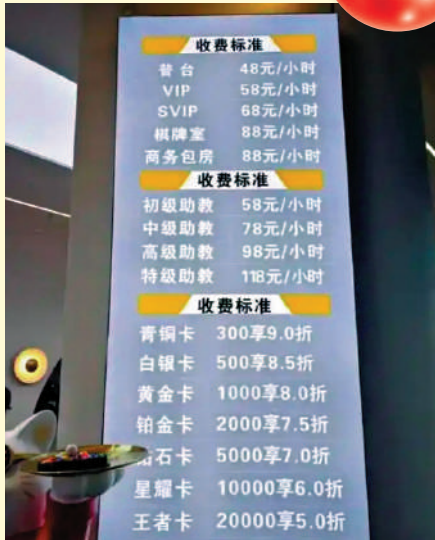 收费标准
普台 48元/小时
VIP 58元/小时
SVIP 68元/小时
棋牌室 88元/小时
商务包房 88元/小时
收费标准
初级助教 58元/小时
中级助教 78元/小时
高级助教 98元/小时
特级助教 118元/小时
收费标准
青铜卡 300享9.0折
白银卡 500享8.5折
黄金卡 1000享8.0折
铂金卡 2000享7.5折
石卡 5000享7.0折
星耀卡 10000享6.0折
王者卡 20000享5.0折